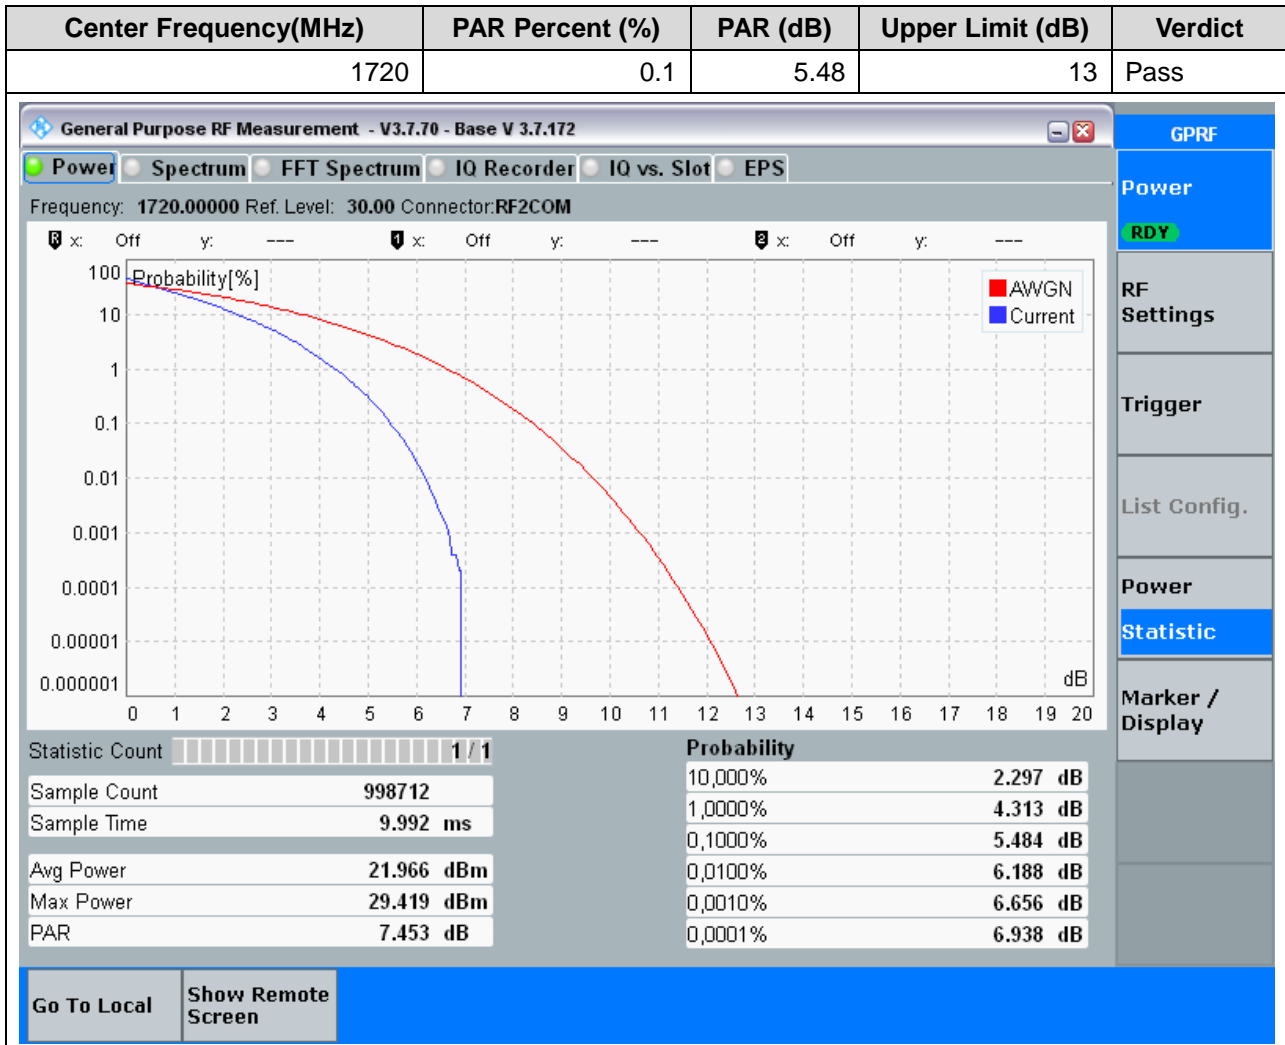 Center Frequency(MHz) PAR Percent (%) PAR (dB) Upper Limit (dB) Verdict
1720 0.1 5.48 13 Pass
General Purpose RF Measurement - V3.7.70 - Base V 3.7.172
GPRF
Power Spectrum FFT Spectrum IQ Recorder IQ vs. Slot EPS
Power
RDY
Frequency: 1720.00000 Ref. Level: 30.00 Connector:RF2COM
R x: Off y: --- 1 x: Off y: --- 2 x: Off y: ---
Probability[%]
AWGN
Current
100
10
1
0.1
0.01
0.001
0.0001
0.00001
0.000001
dB
0 1 2 3 4 5 6 7 8 9 10 11 12 13 14 15 16 17 18 19 20
RF
Settings
Trigger
List Config.
Power
Statistic
Marker /
Display
Statistic Count 1 / 1
Sample Count 998712
Sample Time 9.992 ms
Avg Power 21.966 dBm
Max Power 29.419 dBm
PAR 7.453 dB
Probability
10,000% 2.297 dB
1,0000% 4.313 dB
0,1000% 5.484 dB
0,0100% 6.188 dB
0,0010% 6.656 dB
0,0001% 6.938 dB
Go To Local
Show Remote
Screen